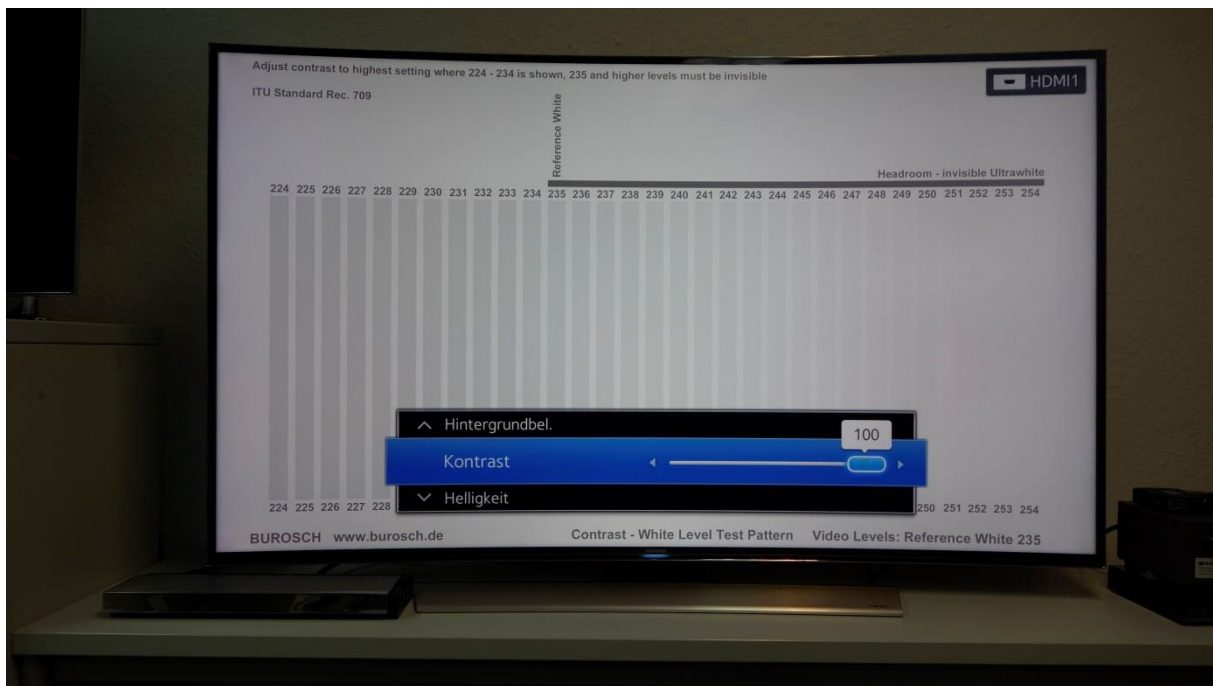 Adjust contrast to highest setting where 224 - 234 is shown, 235 and higher levels must be invisible
HDMI1
ITU Standard Rec. 709
Reference White
Headroom - invisible Ultrawhite
224 225 226 227 228 229 230 231 232 233 234 235 236 237 238 239 240 241 242 243 244 245 246 247 248 249 250 251 252 253 254
Hintergrundbel.
100
Kontrast
Helligkeit
224 225 226 227 228 250 251 252 253 254
BUROSCH www.burosch.de Contrast - White Level Test Pattern Video Levels: Reference White 235